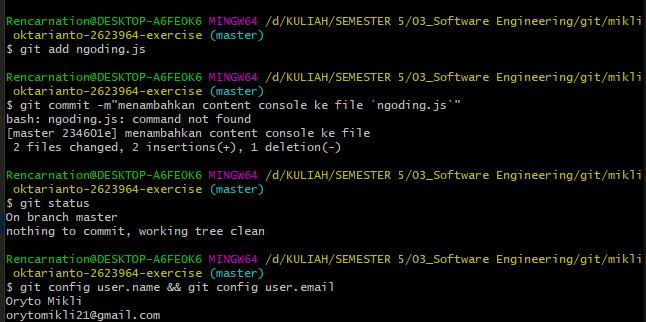 Rencarnation@DESKTOP-A6FEOK6 MINGW64 /d/KULIAH/SEMESTER 5/O3_Software Engineering/git/mikli
oktarianto-2623964-exercise (master)
$ git add ngoding.js
Rencarnation@DESKTOP-A6FEOK6 MINGW64 /d/KULIAH/SEMESTER 5/O3_Software Engineering/git/mikli
oktarianto-2623964-exercise (master)
$ git commit -m"menambahkan content console ke file `ngoding.js`"
bash: ngoding.js: command not found
[master 234601e] menambahkan content console ke file
2 files changed, 2 insertions(+), 1 deletion(-)
Rencarnation@DESKTOP-A6FEOK6 MINGW64 /d/KULIAH/SEMESTER 5/O3_Software Engineering/git/mikli
oktarianto-2623964-exercise (master)
$ git status
On branch master
nothing to commit, working tree clean
Rencarnation@DESKTOP-A6FEOK6 MINGW64 /d/KULIAH/SEMESTER 5/O3_Software Engineering/git/mikli
oktarianto-2623964-exercise (master)
$ git config user.name && git config user.email
Oryto Mikli
orytomikli21@gmail.com